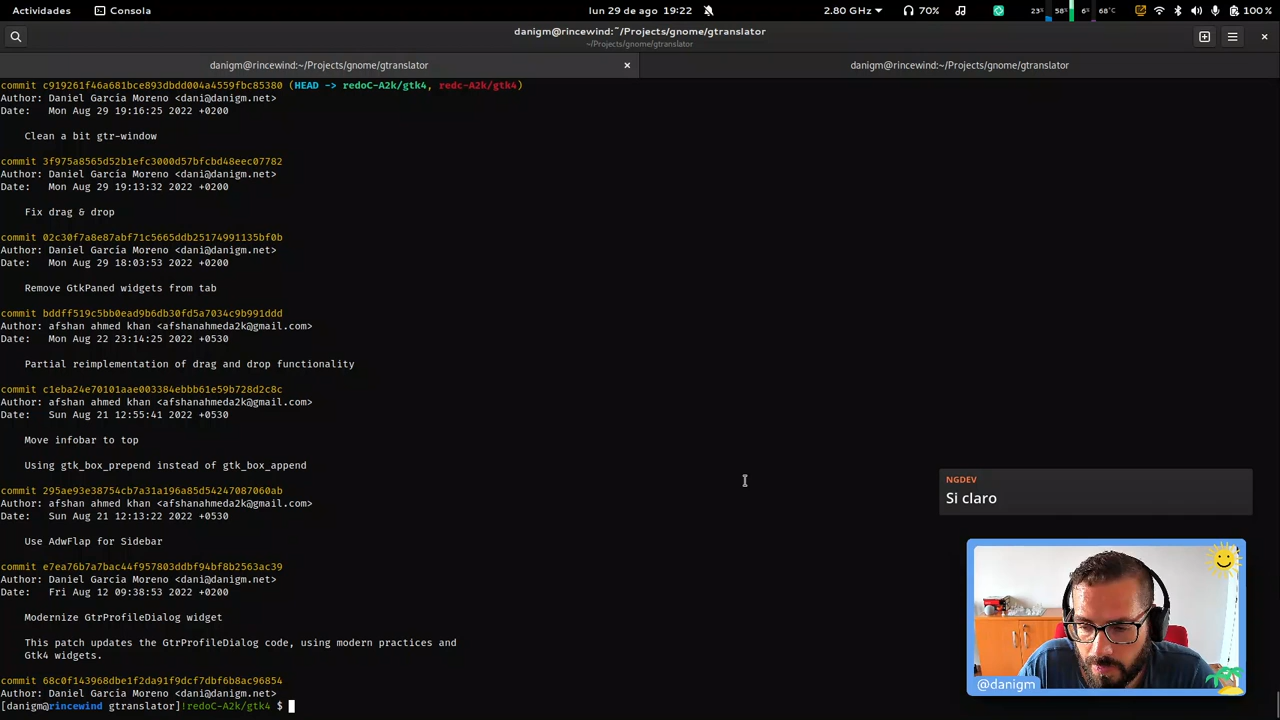 Actividades
Consola
lun 29 de ago 19:22
2.80 GHz
70%
23%
58%
6%
68°C
100 %
danigm@rincewind:~/Projects/gnome/gtranslator
~/Projects/gnome/gtranslator
danigm@rincewind:~/Projects/gnome/gtranslator
danigm@rincewind:~/Projects/gnome/gtranslator
commit c919261f46a681bce893dbdd004a4559fbc85380 (HEAD -> redoC-A2k/gtk4, redc-A2k/gtk4)
Author: Daniel García Moreno <dani@danigm.net>
Date:   Mon Aug 29 19:16:25 2022 +0200
Clean a bit gtr-window
commit 3f975a8565d52b1efc3000d57bfcbd48eec07782
Author: Daniel García Moreno <dani@danigm.net>
Date:   Mon Aug 29 19:13:32 2022 +0200
Fix drag & drop
commit 02c30f7a8e87abf71c5665ddb25174991135bf0b
Author: Daniel García Moreno <dani@danigm.net>
Date:   Mon Aug 29 18:03:53 2022 +0200
Remove GtkPaned widgets from tab
commit bddff519c5bb0ead9b6db30fd5a7034c9b991ddd
Author: afshan ahmed khan <afshanahmeda2k@gmail.com>
Date:   Mon Aug 22 23:14:25 2022 +0530
Partial reimplementation of drag and drop functionality
commit c1eba24e70101aae003384ebbb61e59b728d2c8c
Author: afshan ahmed khan <afshanahmeda2k@gmail.com>
Date:   Sun Aug 21 12:55:41 2022 +0530
Move infobar to top
Using gtk_box_prepend instead of gtk_box_append
commit 295ae93e38754cb7a31a196a85d54247087060ab
Author: afshan ahmed khan <afshanahmeda2k@gmail.com>
Date:   Sun Aug 21 12:13:22 2022 +0530
Use AdwFlap for Sidebar
commit e7ea76b7a7bac44f957803ddbf94bf8b2563ac39
Author: Daniel García Moreno <dani@danigm.net>
Date:   Fri Aug 12 09:38:53 2022 +0200
Modernize GtrProfileDialog widget
This patch updates the GtrProfileDialog code, using modern practices and
Gtk4 widgets.
commit 68c0f143968dbe1f2da91f9dcf7dbf6b8ac96854
Author: Daniel García Moreno <dani@danigm.net>
[danigm@rincewind gtranslator]!redoC-A2k/gtk4 $
NGDEV
Si claro
@danigm